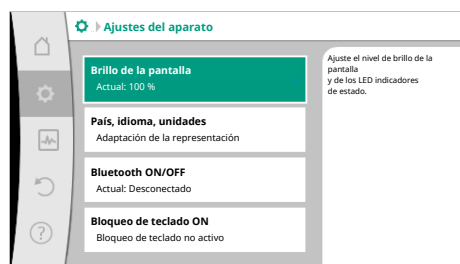 Ajustes del aparato
Brillo de la pantalla
Actual: 100 %
País, idioma, unidades
Adaptación de la representación
Bluetooth ON/OFF
Actual: Desconectado
Bloqueo de teclado ON
Bloqueo de teclado no activo
Ajuste el nivel de brillo de la
pantalla
y de los LED indicadores
de estado.